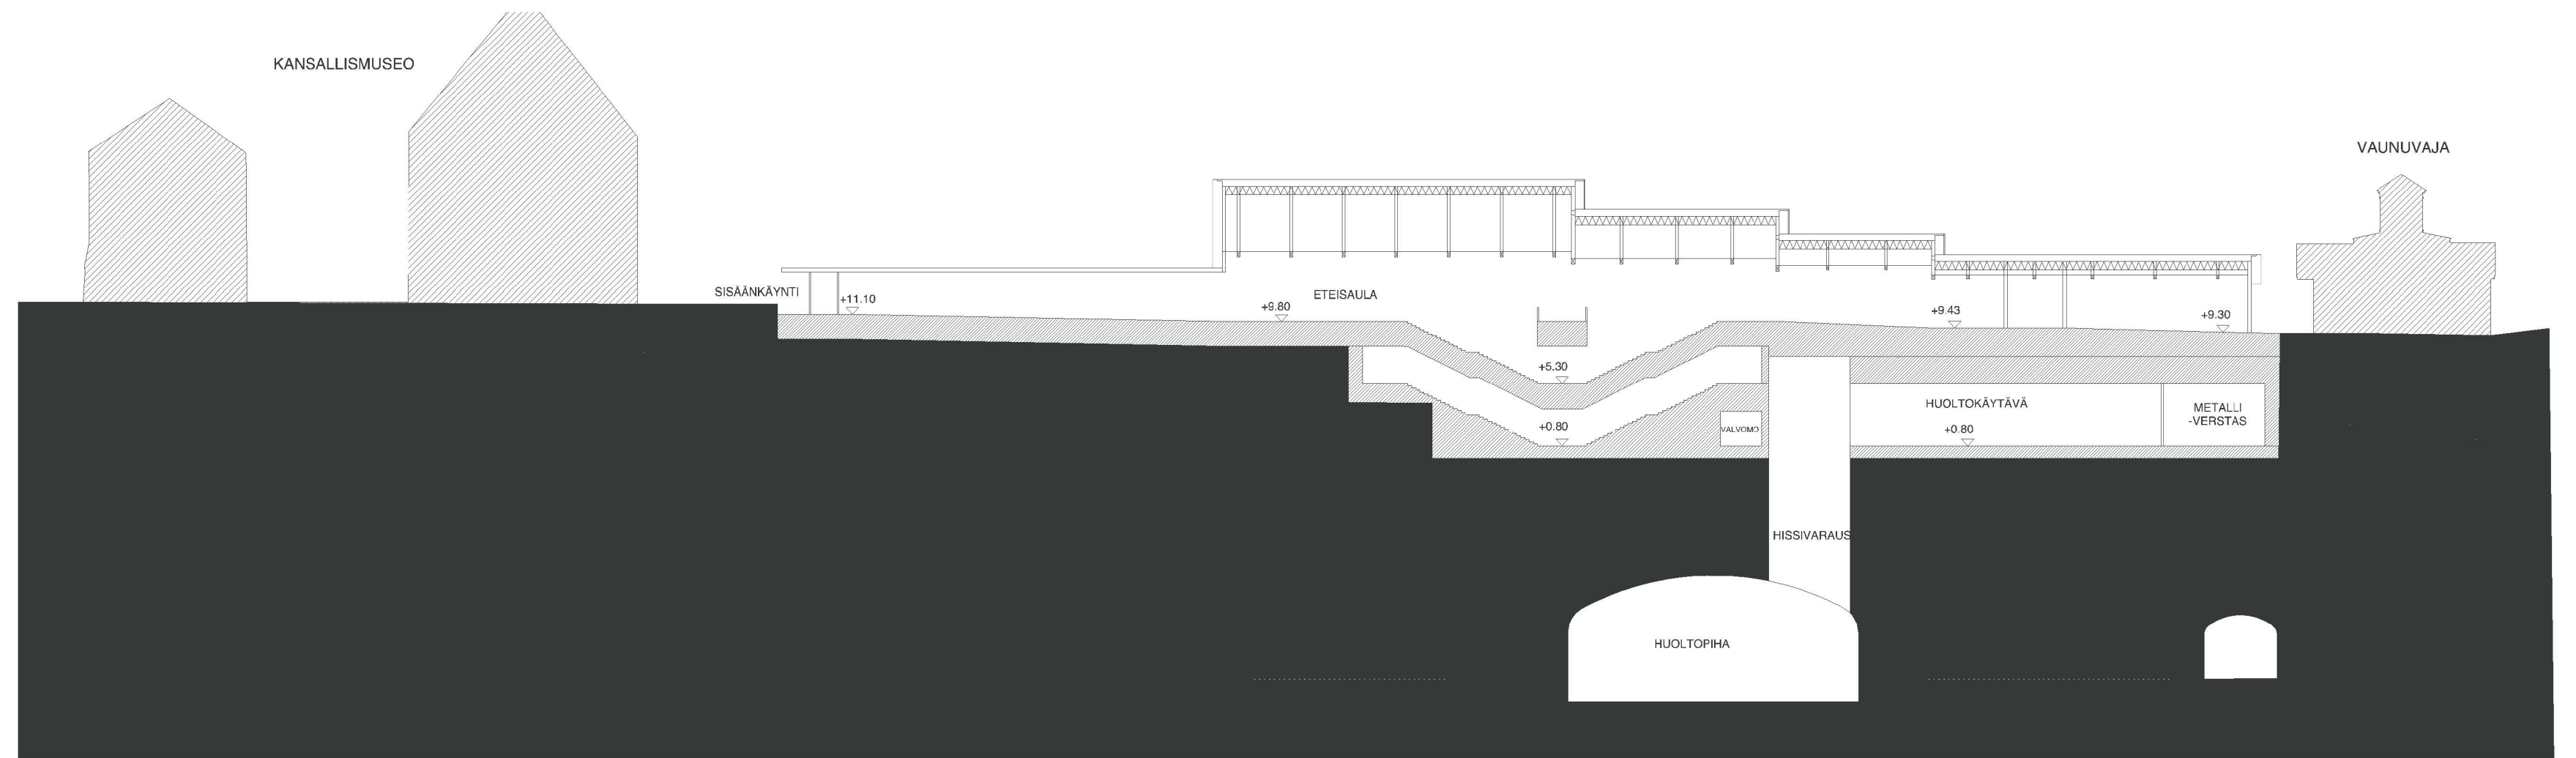 KANSALLISMUSEO
VAUNUVAJA
SISÄÄNKÄYNTI
+11.10
+9.80
ETEISAULA
+9.43
+9.30
+5.30
+0.80
VALVOMO
HUOLTOKÄYTÄVÄ
+0.80
METALLI
-VERSTAS
HISSIVARAUS
HUOLTOPIHA